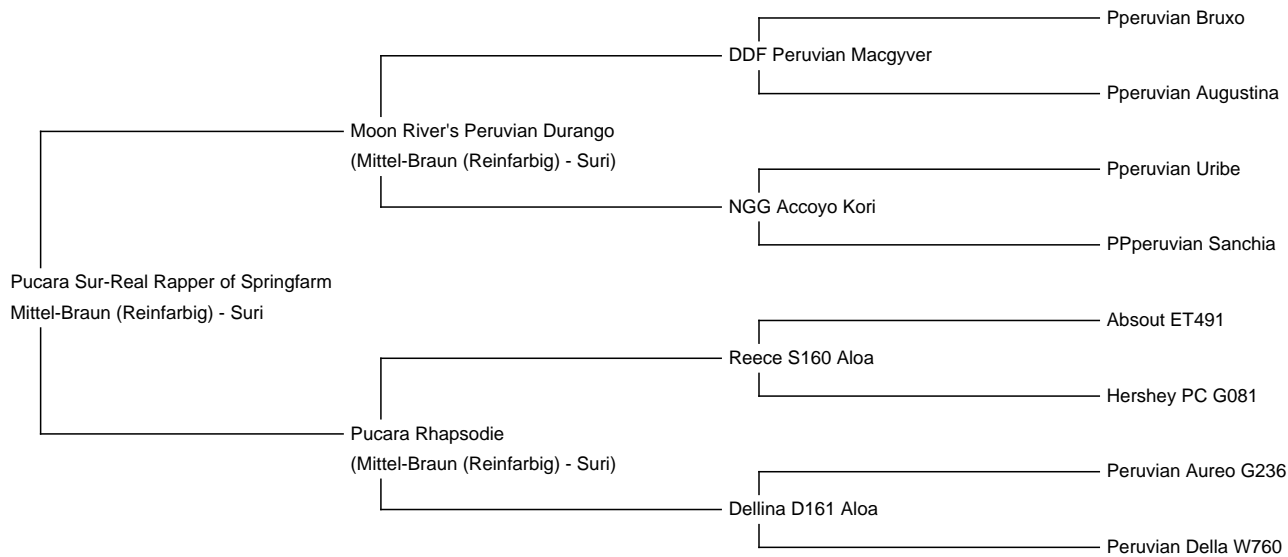 Pperuvian Bruxo
DDF Peruvian Macgyver
Pperuvian Augustina
Moon River's Peruvian Durango
(Mittel-Braun (Reinfarbig) - Suri)
Pperuvian Uribe
NGG Accoyo Kori
PPperuvian Sanchia
Pucara Sur-Real Rapper of Springfarm
Mittel-Braun (Reinfarbig) - Suri
Absout ET491
Reece S160 Aloa
Hershey PC G081
Pucara Rhapsodie
(Mittel-Braun (Reinfarbig) - Suri)
Peruvian Aureo G236
Dellina D161 Aloa
Peruvian Della W760